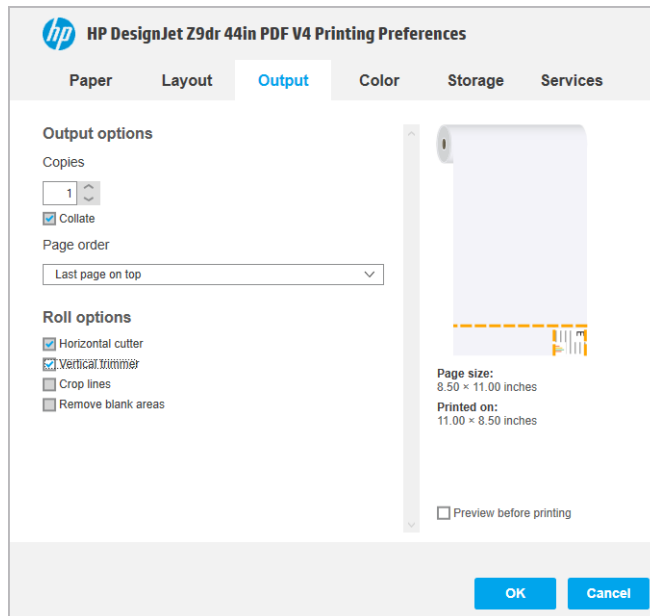 hp HP DesignJet Z9dr 44in PDF V4 Printing Preferences
Paper Layout Output Color Storage Services
Output options
Copies
1
Collate
Page order
Last page on top
Roll options
Horizontal cutter
Vertical trimmer
Crop lines
Remove blank areas
Page size:
8.50 × 11.00 inches
Printed on:
11.00 × 8.50 inches
Preview before printing
OK Cancel